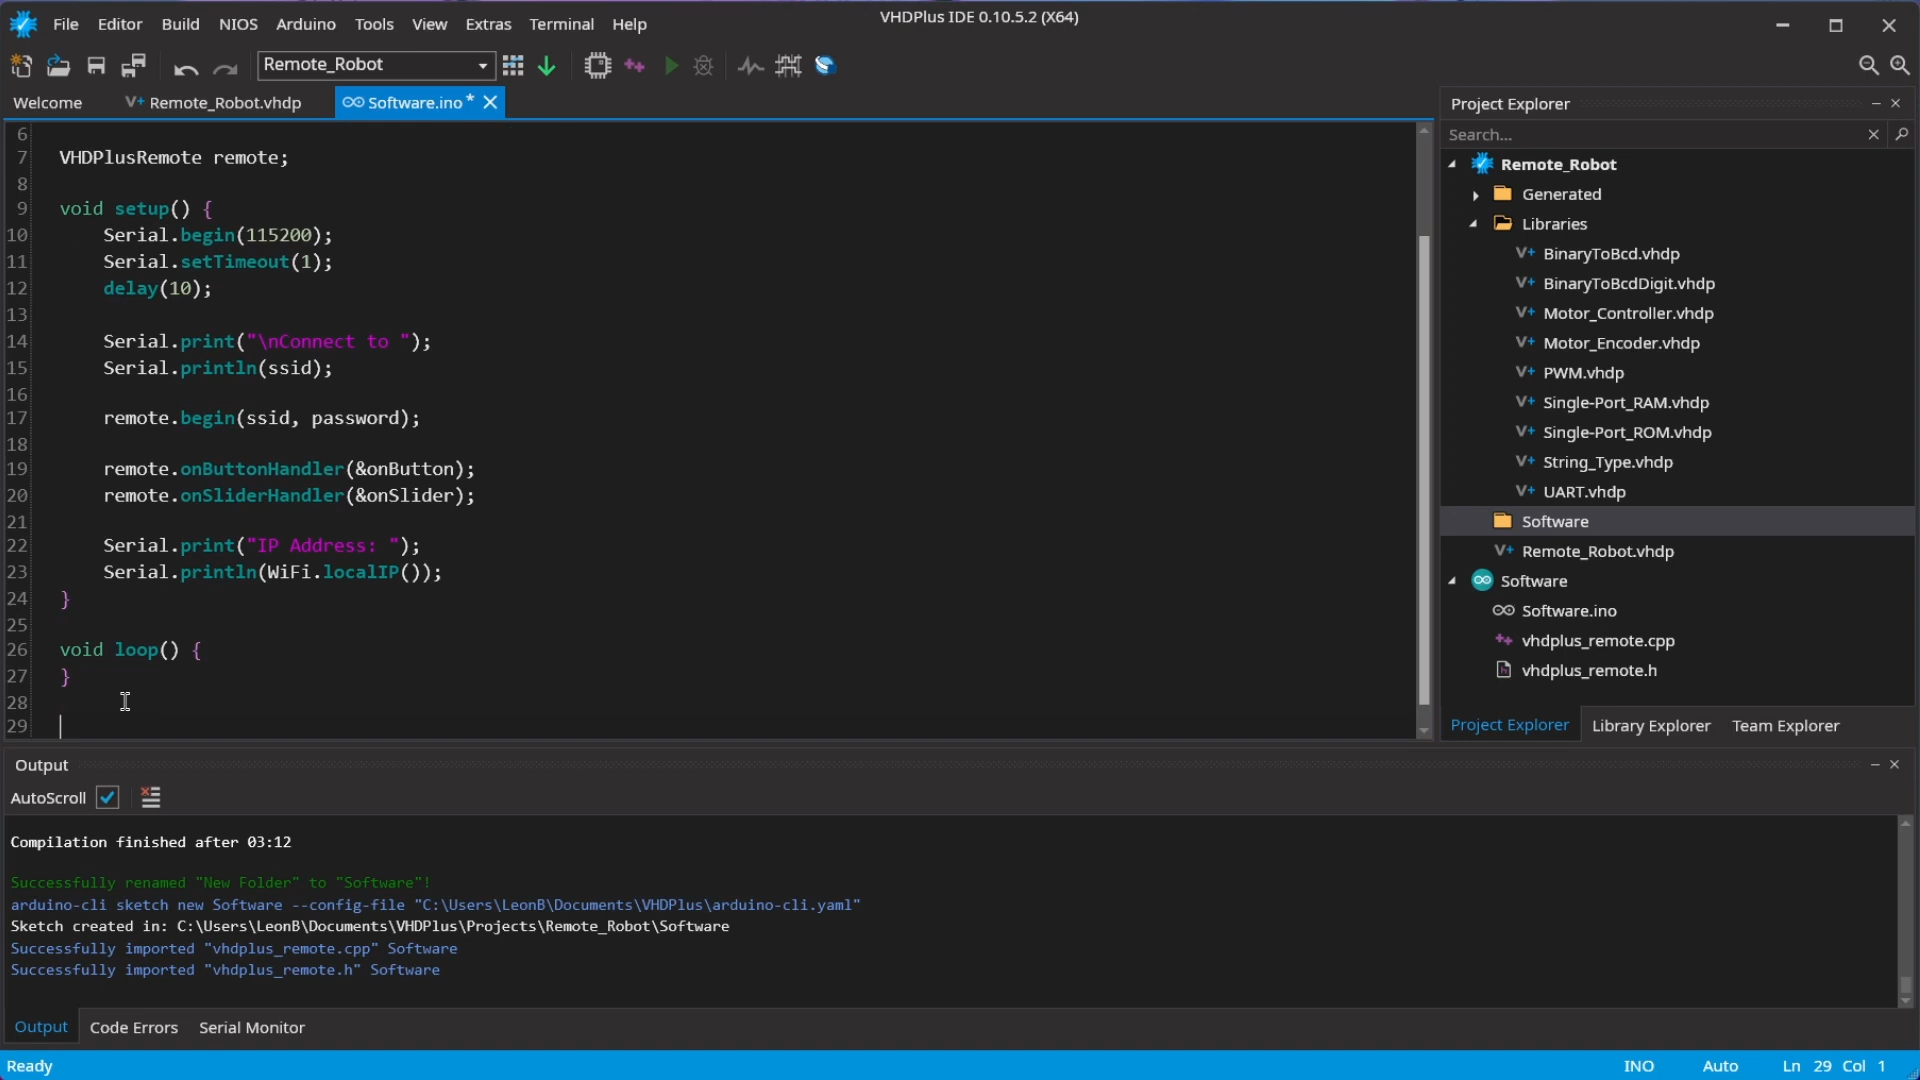 VHDPlus IDE 0.10.5.2 (X64)
File Editor Build NIOS Arduino Tools View Extras Terminal Help
Remote_Robot
Welcome V+ Remote_Robot.vhdp Software.ino *
6
7 VHDPlusRemote remote;
8
9 void setup() {
10 Serial.begin(115200);
11 Serial.setTimeout(1);
12 delay(10);
13
14 Serial.print("\nConnect to ");
15 Serial.println(ssid);
16
17 remote.begin(ssid, password);
18
19 remote.onButtonHandler(&onButton);
20 remote.onSliderHandler(&onSlider);
21
22 Serial.print("IP Address: ");
23 Serial.println(WiFi.localIP());
24 }
25
26 void loop() {
27 }
28
29
Project Explorer
Search...
Remote_Robot
Generated
Libraries
V+ BinaryToBcd.vhdp
V+ BinaryToBcdDigit.vhdp
V+ Motor_Controller.vhdp
V+ Motor_Encoder.vhdp
V+ PWM.vhdp
V+ Single-Port_RAM.vhdp
V+ Single-Port_ROM.vhdp
V+ String_Type.vhdp
V+ UART.vhdp
Software
V+ Remote_Robot.vhdp
Software
Software.ino
vhdplus_remote.cpp
vhdplus_remote.h
Project Explorer Library Explorer Team Explorer
Output
AutoScroll
Compilation finished after 03:12
Successfully renamed "New Folder" to "Software"!
arduino-cli sketch new Software --config-file "C:\Users\LeonB\Documents\VHDPlus\arduino-cli.yaml"
Sketch created in: C:\Users\LeonB\Documents\VHDPlus\Projects\Remote_Robot\Software
Successfully imported "vhdplus_remote.cpp" Software
Successfully imported "vhdplus_remote.h" Software
Output Code Errors Serial Monitor
Ready INO Auto Ln 29 Col 1